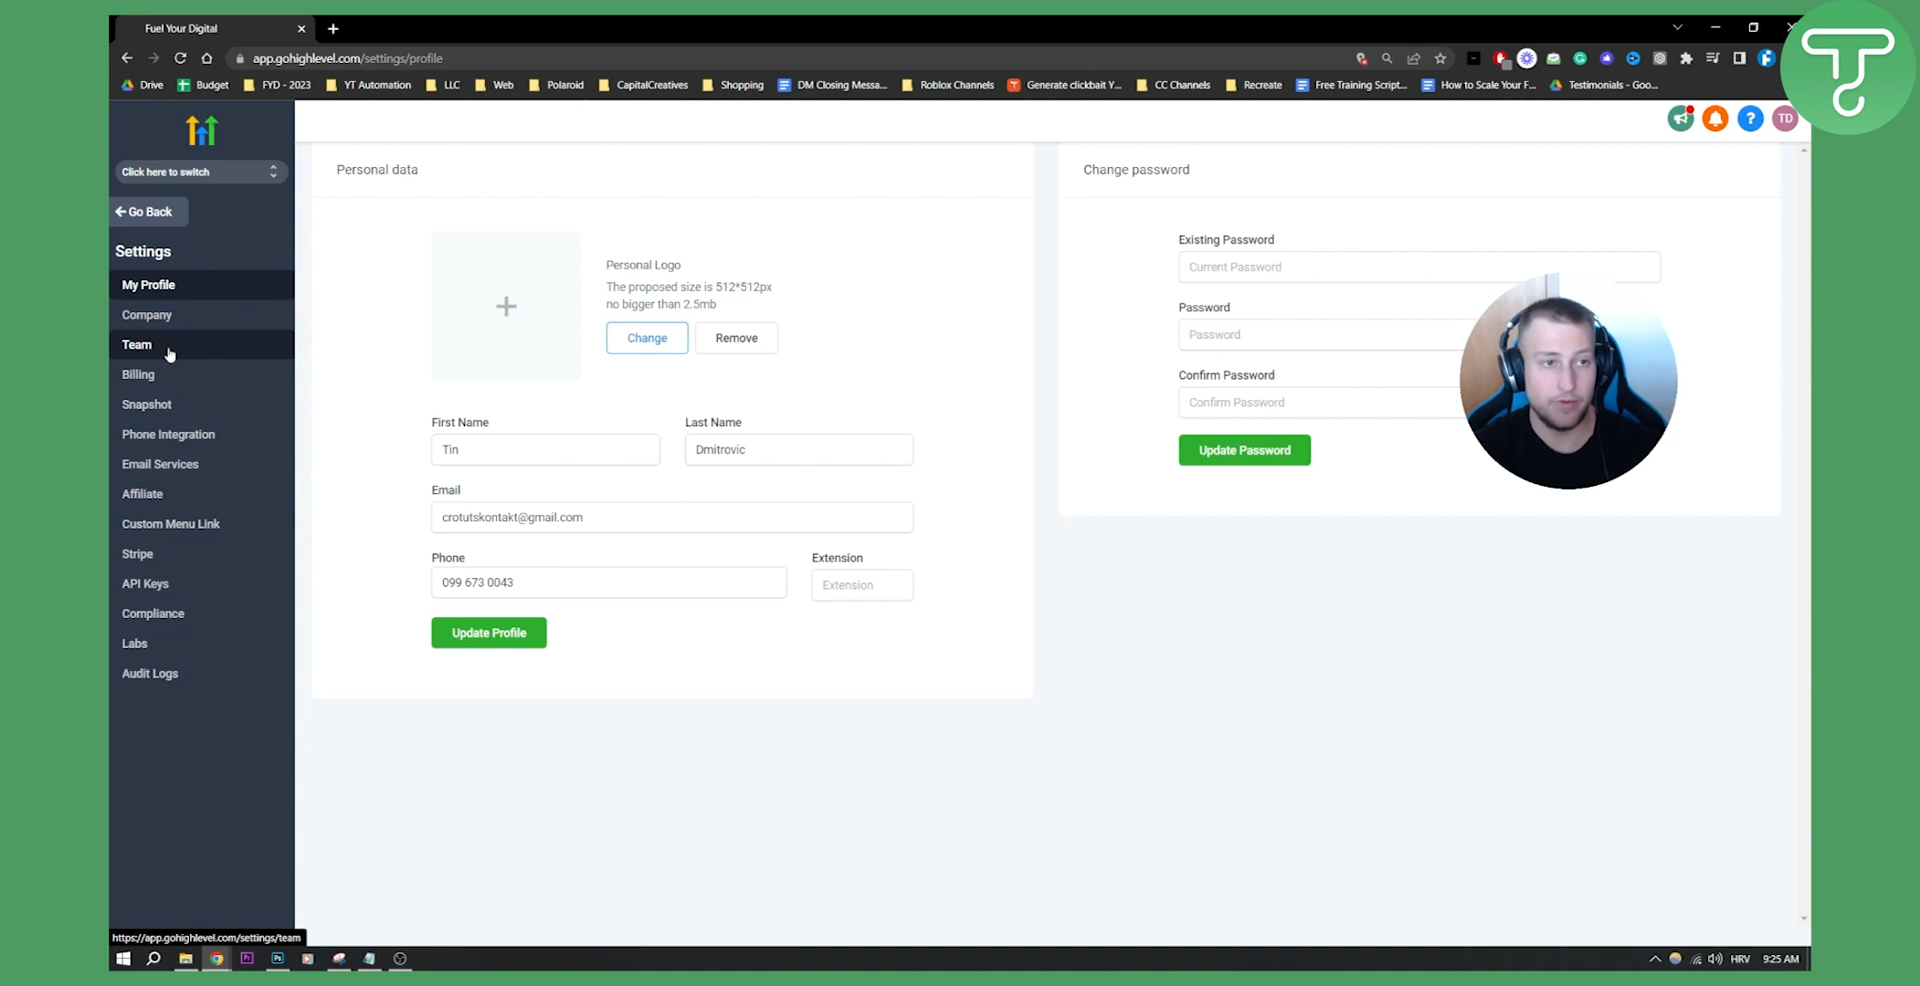 Fuel Your Digital
app.gohighlevel.com/settings/profile
Drive
Budget
FYD - 2023
YT Automation
LLC
Web
Polaroid
CapitalCreatives
Shopping
DM Closing Messa...
Roblox Channels
Generate clickbait Y...
CC Channels
Recreate
Free Training Script...
How to Scale Your F...
Testimonials - Goo...
TD
Click here to switch
Go Back
Settings
My Profile
Company
Team
Billing
Snapshot
Phone Integration
Email Services
Affiliate
Custom Menu Link
Stripe
API Keys
Compliance
Labs
Audit Logs
Personal data
Personal Logo
The proposed size is 512*512px
no bigger than 2.5mb
Change
Remove
First Name
Last Name
Tin
Dmitrovic
Email
crotutskontakt@gmail.com
Phone
Extension
099 673 0043
Extension
Update Profile
Change password
Existing Password
Current Password
Password
Password
Confirm Password
Confirm Password
Update Password
https://app.gohighlevel.com/settings/team
HRV
9:25 AM